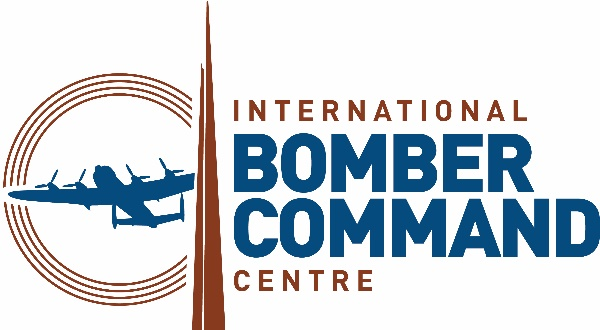 INTERNATIONAL
BOMBER
COMMAND
CENTRE